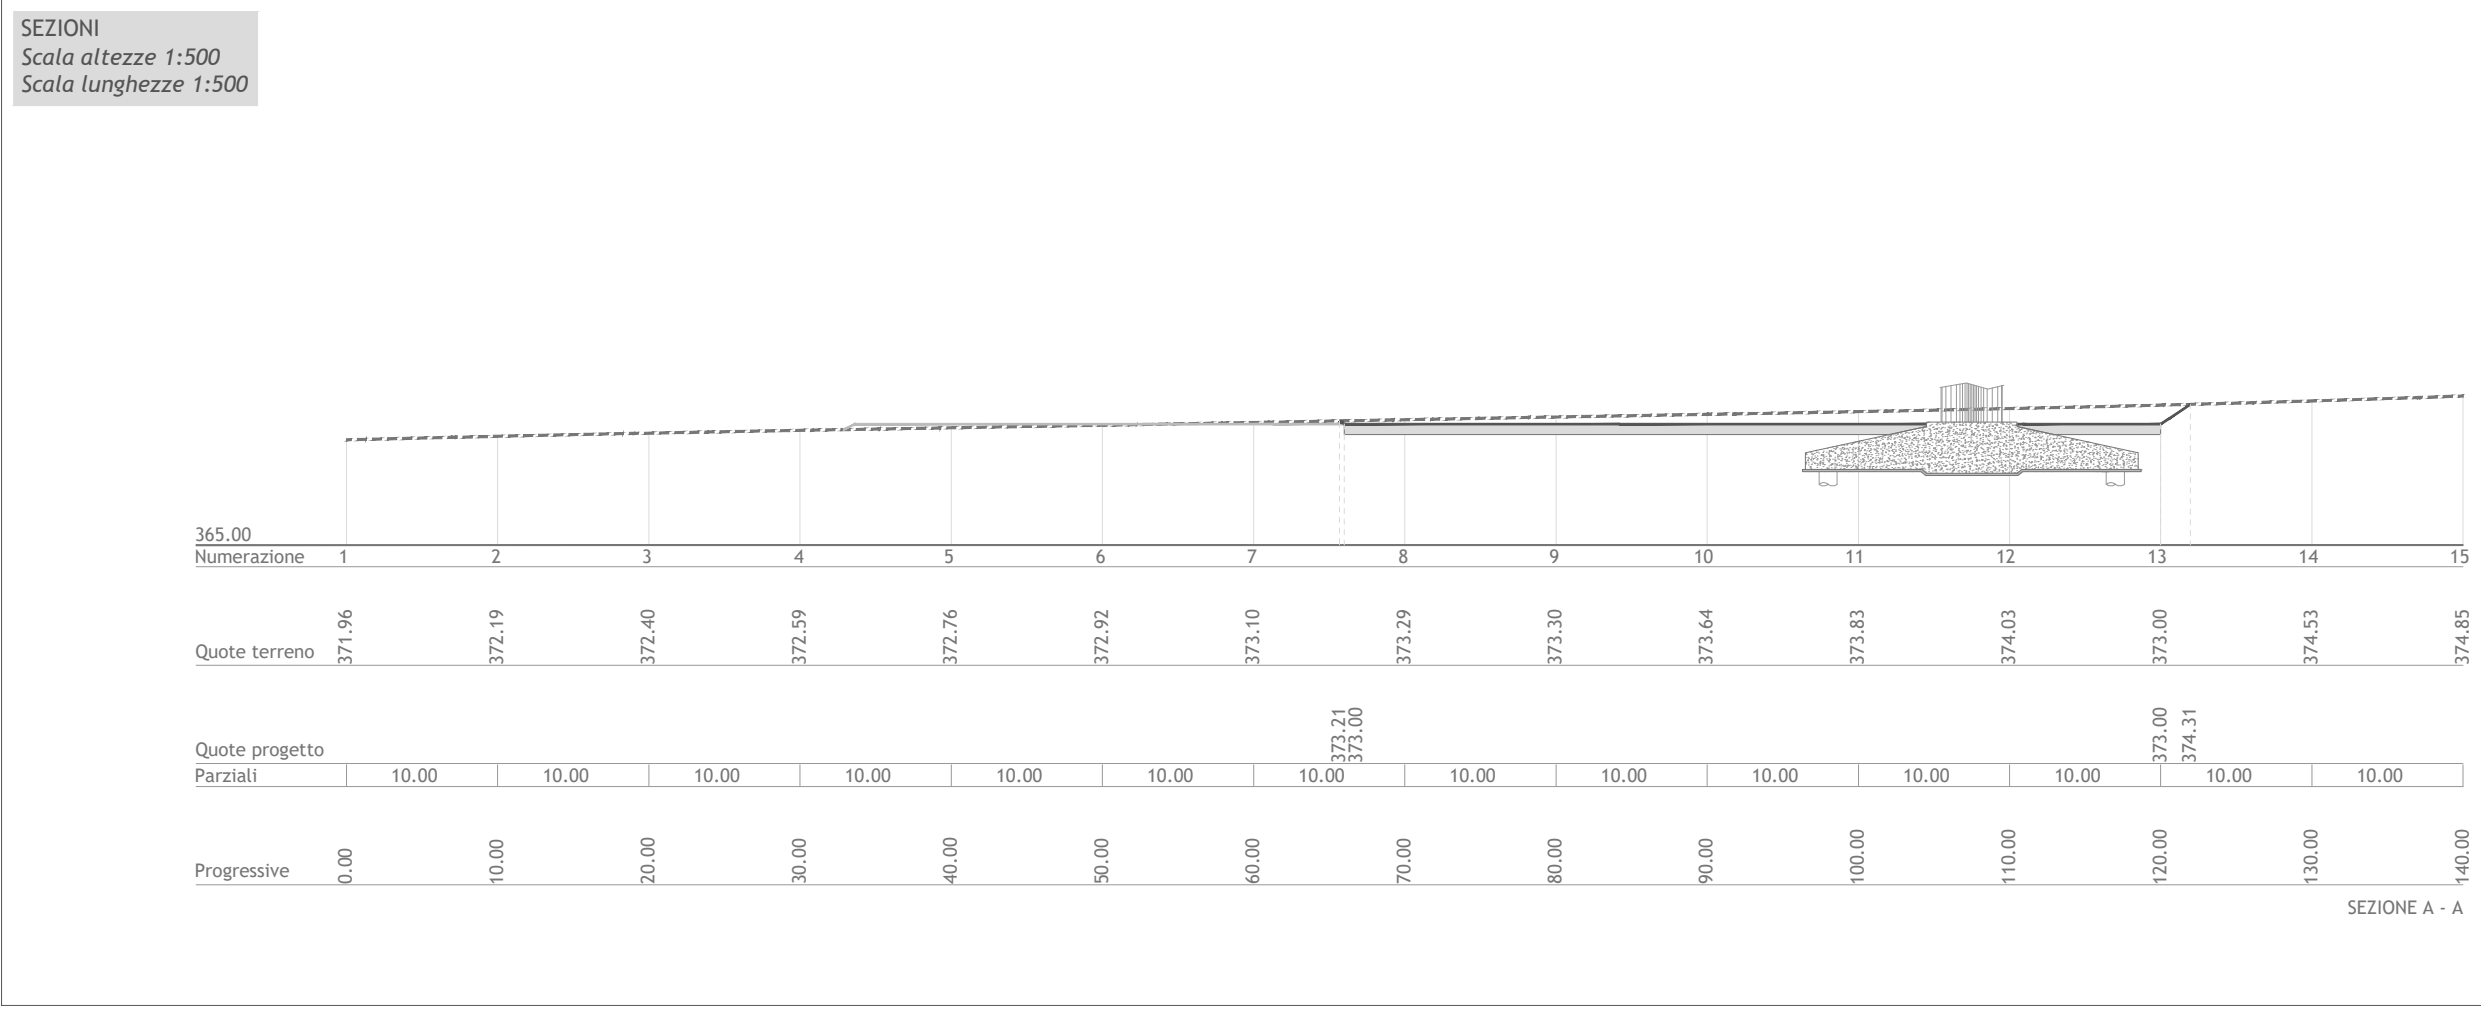 SEZIONI
Scala altezze 1:500
Scala lunghezze 1:500
365.00
Numerazione 1 2 3 4 5 6 7 8 9 10 11 12 13 14 15
Quote terreno 371.96 372.19 372.40 372.59 372.76 372.92 373.10 373.29 373.30 373.64 373.83 374.03 373.00 374.53 374.85
Quote progetto 373.21 373.00 373.00 374.31
Parziali 10.00 10.00 10.00 10.00 10.00 10.00 10.00 10.00 10.00 10.00 10.00 10.00 10.00 10.00
Progressive 0.00 10.00 20.00 30.00 40.00 50.00 60.00 70.00 80.00 90.00 100.00 110.00 120.00 130.00 140.00
SEZIONE A - A